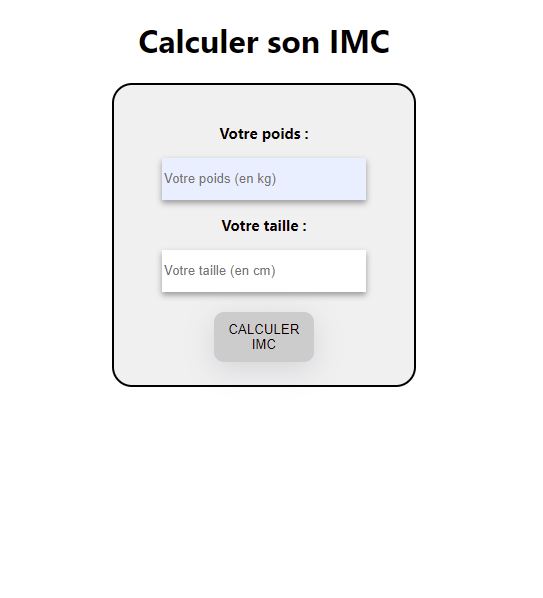 Calculer son IMC
Votre poids :
Votre poids (en kg)
Votre taille :
Votre taille (en cm)
CALCULER
IMC